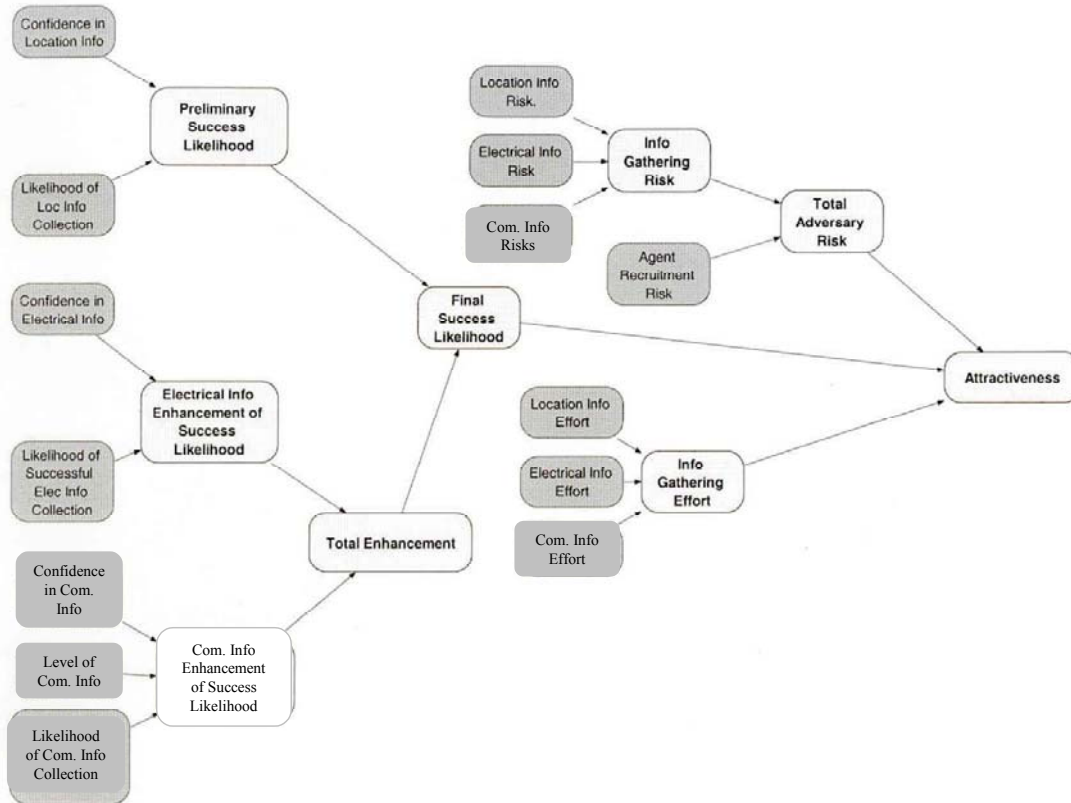 Confidence in
Location Info
Preliminary
Success
Likelihood
Likelihood of
Loc Info
Collection
Location Info
Risk.
Electrical Info
Risk
Com. Info
Risks
Info
Gathering
Risk
Total
Adversary
Risk
Agent
Recruitment
Risk
Confidence in
Electrical Info
Final
Success
Likelihood
Attractiveness
Electrical Info
Enhancement of
Success
Likelihood
Likelihood of
Successful
Elec Info
Collection
Location Info
Effort
Electrical Info
Effort
Com. Info
Effort
Info
Gathering
Effort
Total Enhancement
Confidence
in Com.
Info
Level of
Com. Info
Likelihood
of Com. Info
Collection
Com. Info
Enhancement
of Success
Likelihood